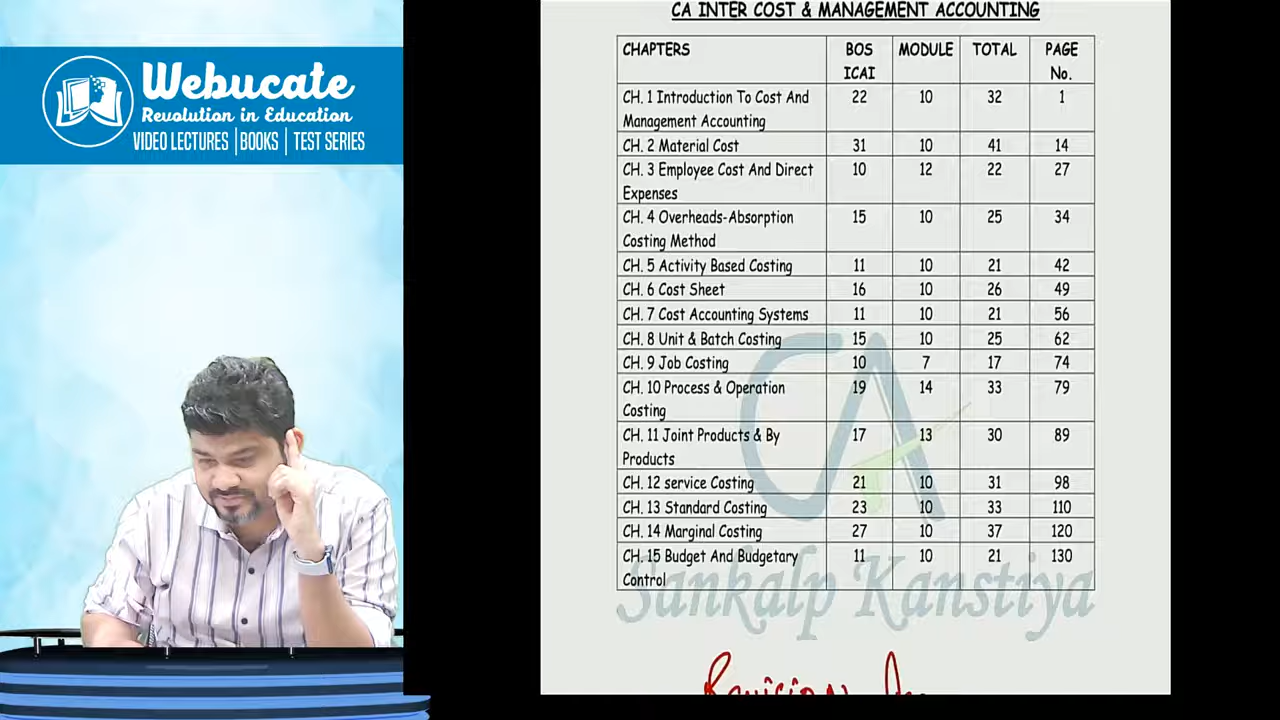 Webucate
Revolution in Education
VIDEO LECTURES | BOOKS | TEST SERIES
CA INTER COST & MANAGEMENT ACCOUNTING
CHAPTERS BOS ICAI MODULE TOTAL PAGE No.
CH. 1 Introduction To Cost And Management Accounting 22 10 32 1
CH. 2 Material Cost 31 10 41 14
CH. 3 Employee Cost And Direct Expenses 10 12 22 27
CH. 4 Overheads-Absorption Costing Method 15 10 25 34
CH. 5 Activity Based Costing 11 10 21 42
CH. 6 Cost Sheet 16 10 26 49
CH. 7 Cost Accounting Systems 11 10 21 56
CH. 8 Unit & Batch Costing 15 10 25 62
CH. 9 Job Costing 10 7 17 74
CH. 10 Process & Operation Costing 19 14 33 79
CH. 11 Joint Products & By Products 17 13 30 89
CH. 12 service Costing 21 10 31 98
CH. 13 Standard Costing 23 10 33 110
CH. 14 Marginal Costing 27 10 37 120
CH. 15 Budget And Budgetary Control 11 10 21 130
CA
Sankalp Kanstiya
Revision